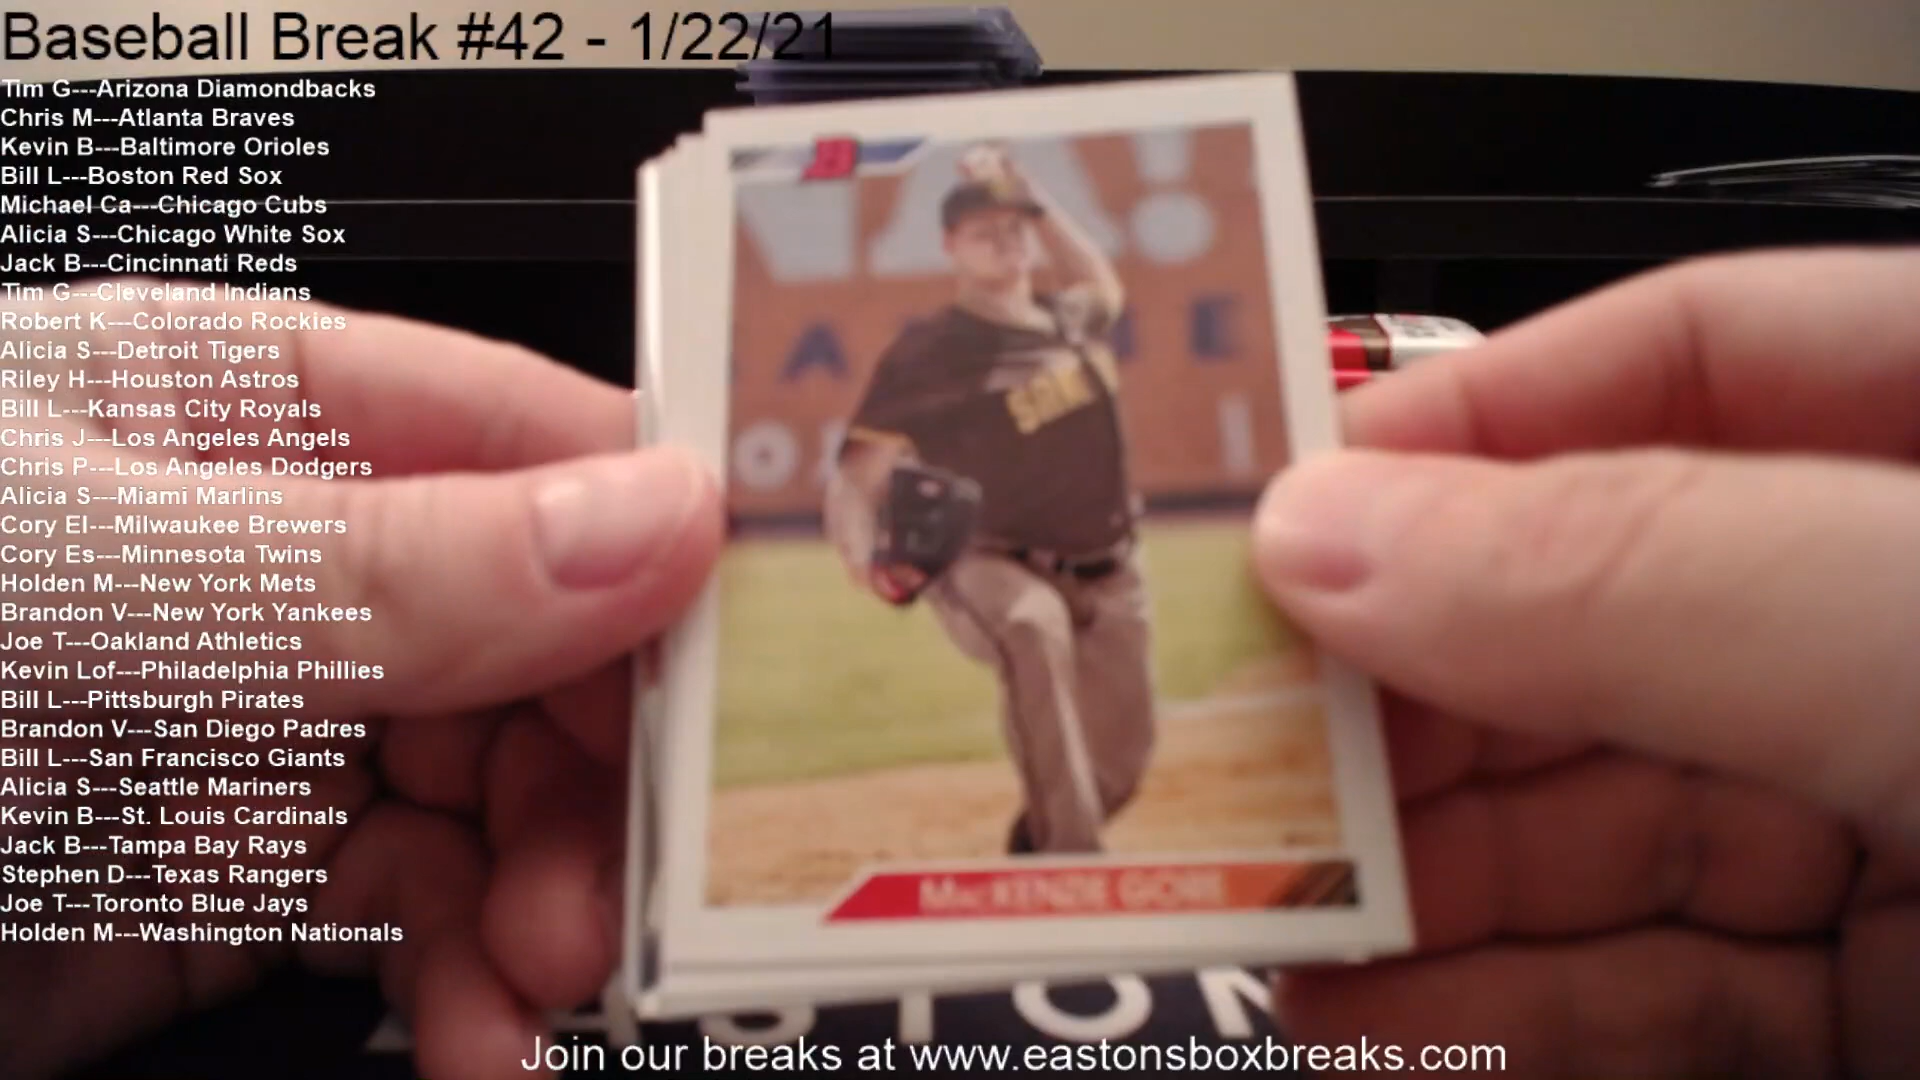 Baseball Break #42 - 1/22/21
Tim G---Arizona Diamondbacks
Chris M---Atlanta Braves
Kevin B---Baltimore Orioles
Bill L---Boston Red Sox
Michael Ca---Chicago Cubs
Alicia S---Chicago White Sox
Jack B---Cincinnati Reds
Tim G---Cleveland Indians
Robert K---Colorado Rockies
Alicia S---Detroit Tigers
Riley H---Houston Astros
Bill L---Kansas City Royals
Chris J---Los Angeles Angels
Chris P---Los Angeles Dodgers
Alicia S---Miami Marlins
Cory El---Milwaukee Brewers
Cory Es---Minnesota Twins
Holden M---New York Mets
Brandon V---New York Yankees
Joe T---Oakland Athletics
Kevin Lof---Philadelphia Phillies
Bill L---Pittsburgh Pirates
Brandon V---San Diego Padres
Bill L---San Francisco Giants
Alicia S---Seattle Mariners
Kevin B---St. Louis Cardinals
Jack B---Tampa Bay Rays
Stephen D---Texas Rangers
Joe T---Toronto Blue Jays
Holden M---Washington Nationals
B
MACKENZIE GORE
Join our breaks at www.eastonsboxbreaks.com